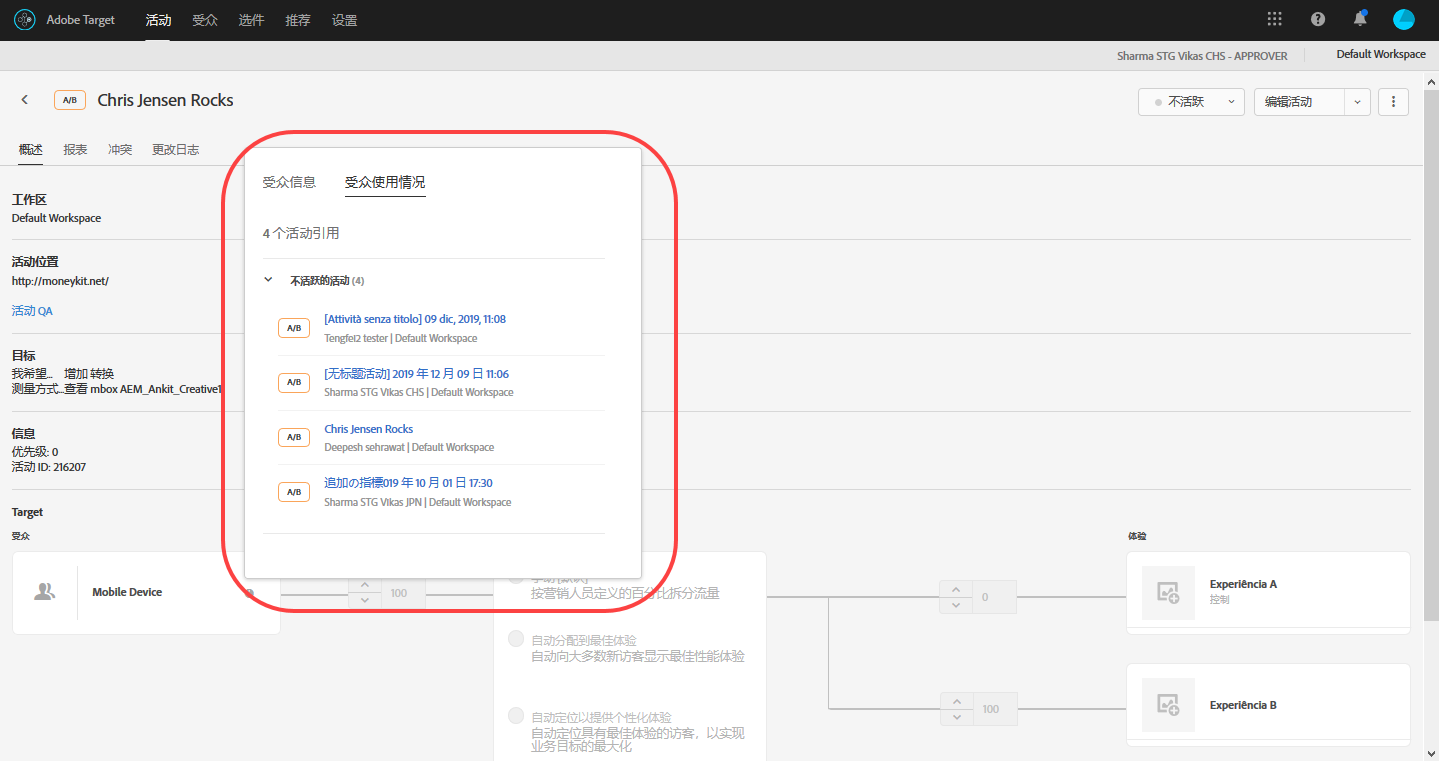 Adobe Target 活动 受众 选件 推荐 设置
Sharma STG Vikas CHS - APPROVER Default Workspace
A/B Chris Jensen Rocks 不活跃 编辑活动
概述 报表 冲突 更改日志
工作区
Default Workspace
活动位置
http://moneykit.net/
活动 QA
目标
我希望... 增加 转换
测量方式...查看 mbox AEM_Ankit_Creative1
信息
优先级: 0
活动 ID: 216207
受众信息 受众使用情况
4 个活动引用
不活跃的活动 (4)
A/B [Attività senza titolo] 09 dic, 2019, 11:08
Tengfei2 tester | Default Workspace
A/B [无标题活动] 2019 年 12 月 09 日 11:06
Sharma STG Vikas CHS | Default Workspace
A/B Chris Jensen Rocks
Deepesh sehrawat | Default Workspace
A/B 追加の指標019 年 10 月 01 日 17:30
Sharma STG Vikas JPN | Default Workspace
Target
受众
Mobile Device
100
按营销人员定义的百分比拆分流量
自动分配到最佳体验
自动向大多数新访客显示最佳性能体验
自动定位以提供个性化体验
自动定位具有最佳体验的访客，以实现
业务目标的最大化
0
100
体验
Experiência A
控制
Experiência B